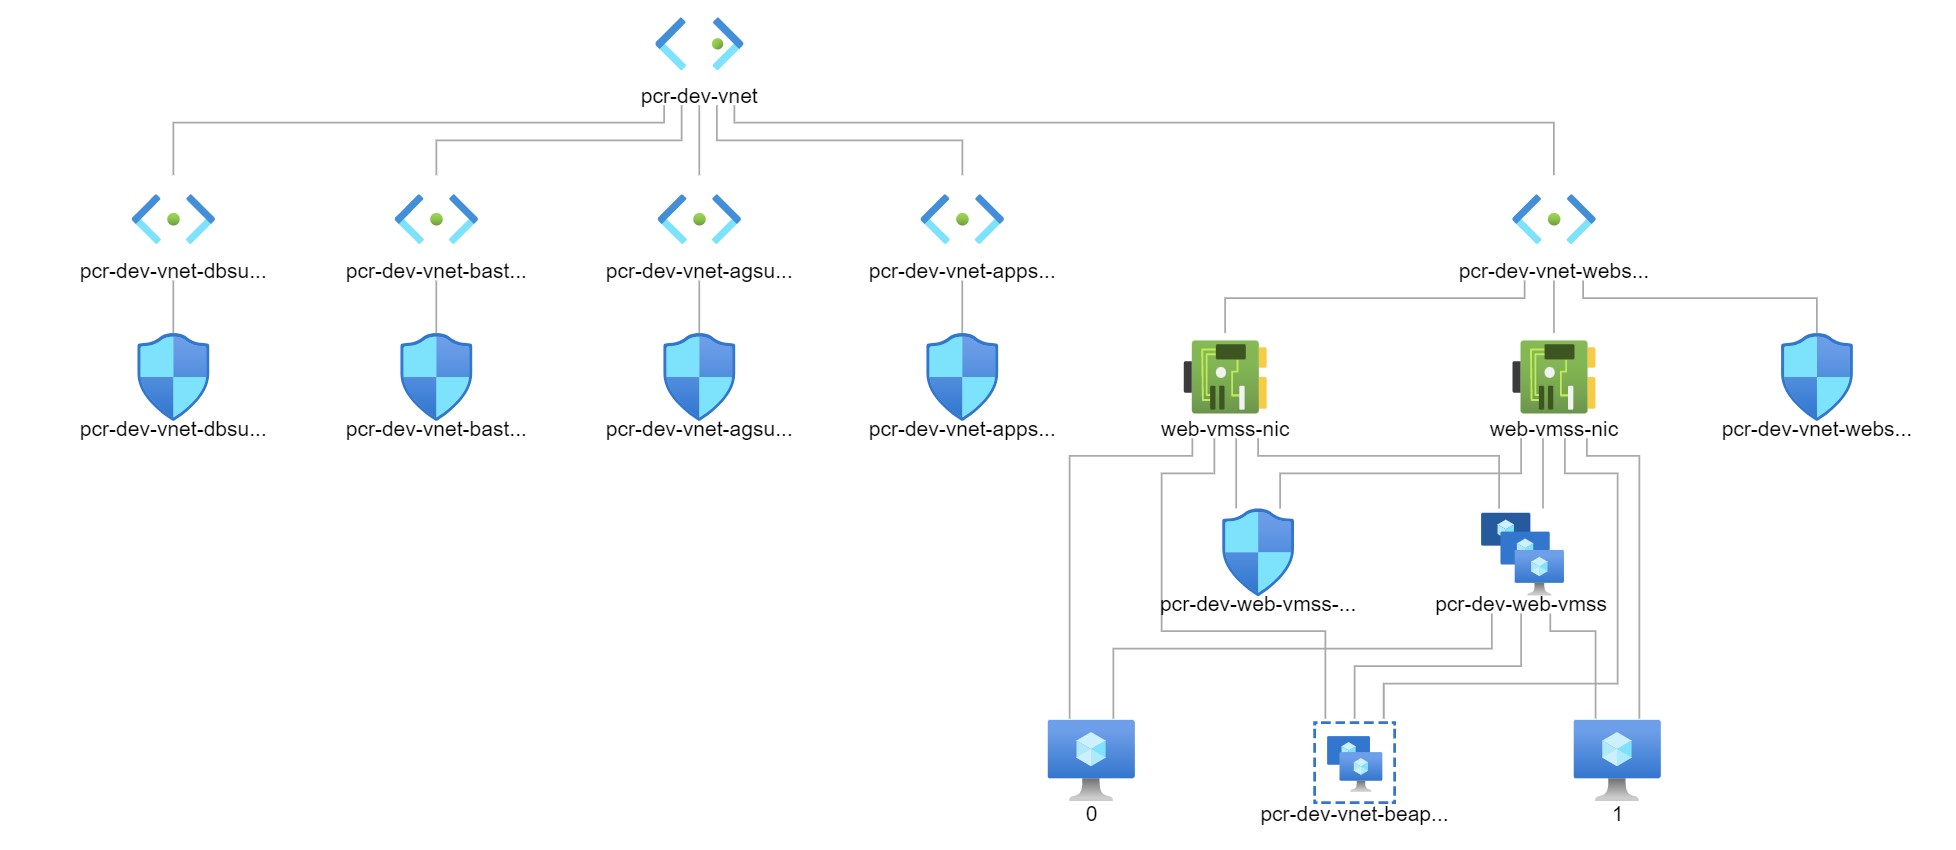 pcr-dev-vnet
pcr-dev-vnet-dbsu...
pcr-dev-vnet-bast...
pcr-dev-vnet-agsu...
pcr-dev-vnet-apps...
pcr-dev-vnet-webs...
pcr-dev-vnet-dbsu...
pcr-dev-vnet-bast...
pcr-dev-vnet-agsu...
pcr-dev-vnet-apps...
web-vmss-nic
web-vmss-nic
pcr-dev-vnet-webs...
pcr-dev-web-vmss-...
pcr-dev-web-vmss
0
pcr-dev-vnet-beap...
1